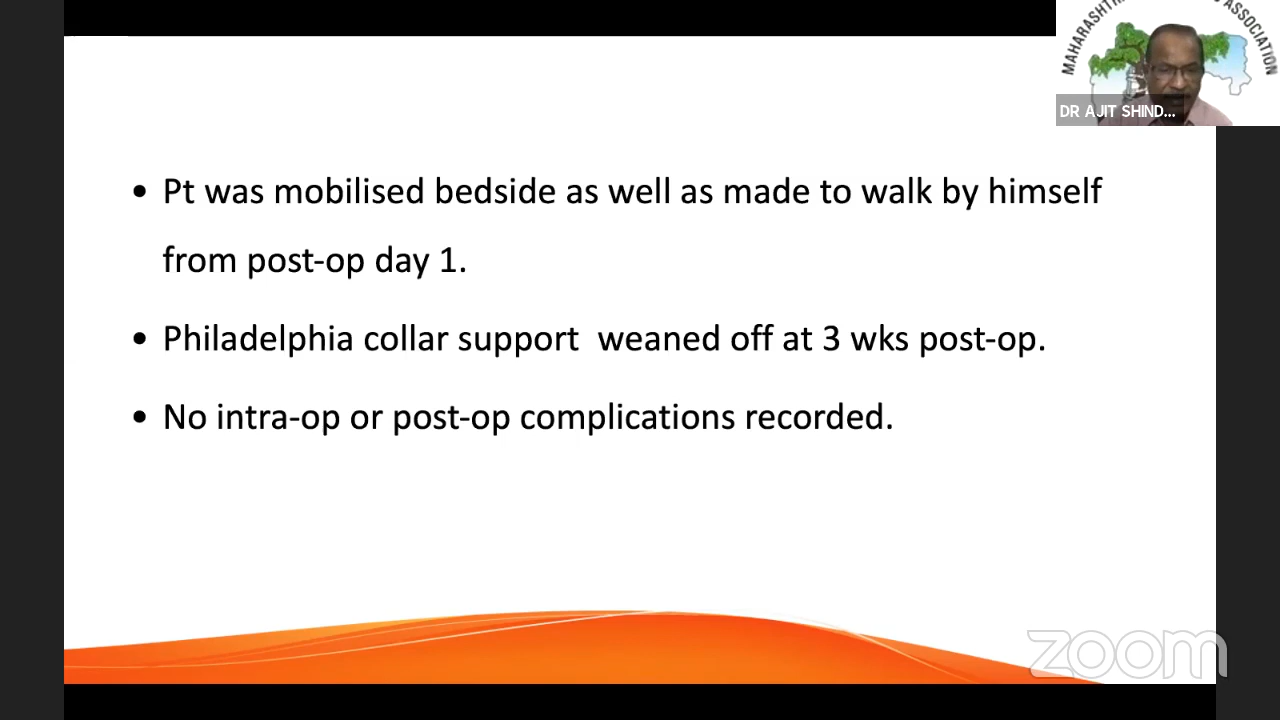 MAHARASHT
ASSOCIATION
DR AJIT SHIND...
• Pt was mobilised bedside as well as made to walk by himself
from post-op day 1.
• Philadelphia collar support  weaned off at 3 wks post-op.
• No intra-op or post-op complications recorded.
zoom